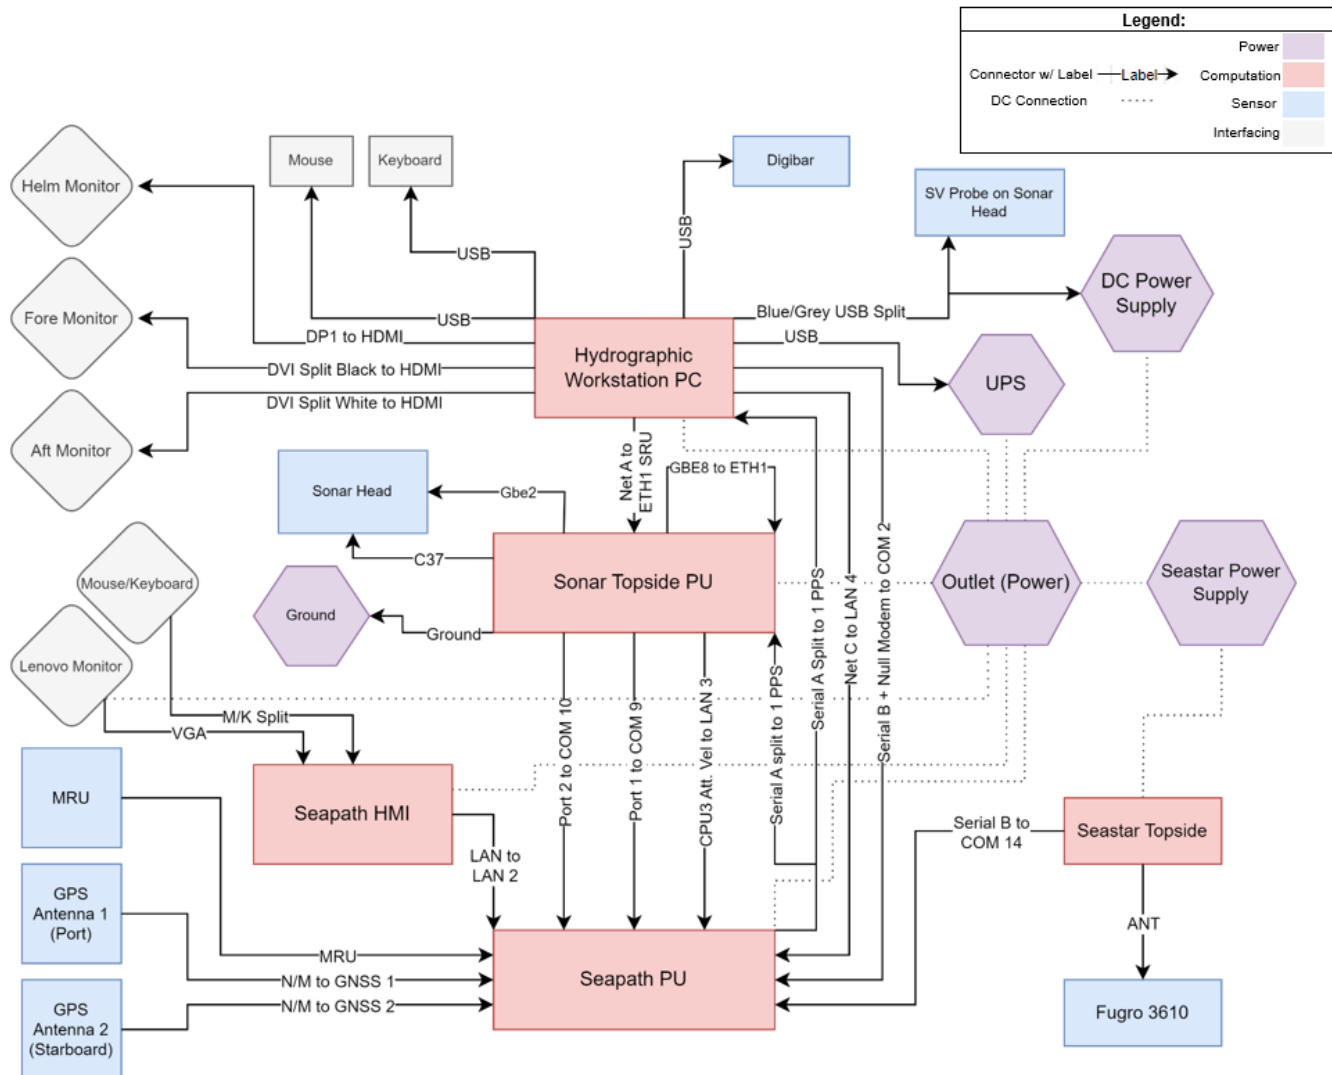 Legend:
Power
Connector w/ Label
Label
Computation
DC Connection
Sensor
Interfacing
Helm Monitor
Mouse
Keyboard
Digibar
SV Probe on Sonar
Head
USB
USB
USB
DC Power
Supply
Fore Monitor
Blue/Grey USB Split
USB
DP1 to HDMI
Hydrographic
Workstation PC
DVI Split Black to HDMI
UPS
DVI Split White to HDMI
Aft Monitor
Net A to
ETH1 SRU
GBE8 to ETH1
Sonar Head
Gbe2
C37
Sonar Topside PU
Outlet (Power)
Seastar Power
Supply
Mouse/Keyboard
Ground
Ground
Lenovo Monitor
Port 2 to COM 10
Port 1 to COM 9
CPU3 Att. Vel to LAN 3
Serial A split to 1 PPS
Serial A Split to 1 PPS
Net C to LAN 4
Serial B + Null Modem to COM 2
M/K Split
VGA
MRU
Seapath HMI
LAN to
LAN 2
Serial B to
COM 14
Seastar Topside
GPS
Antenna 1
(Port)
ANT
MRU
N/M to GNSS 1
Seapath PU
N/M to GNSS 2
GPS
Antenna 2
(Starboard)
Fugro 3610